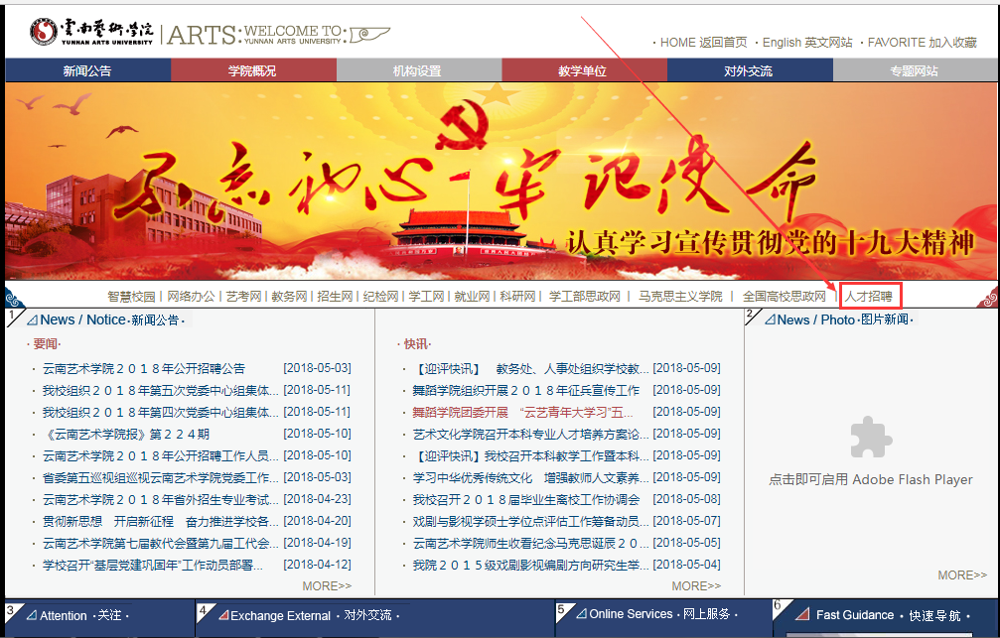 雲南藝術學院 ARTS·WELCOME TO:
YUNNAN ARTS UNIVERSITY YUNNAN ARTS UNIVERSITY.
· HOME 返回首页 · English 英文网站 · FAVORITE 加入收藏
新闻公告 学院概况 机构设置 教学单位 对外交流 专题网站
不忘初心 牢记使命
认真学习宣传贯彻党的十九大精神
智慧校园 | 网络办公 | 艺考网 | 教务网 | 招生网 | 纪检网 | 学工网 | 就业网 | 科研网 | 学工部思政网 | 马克思主义学院 | 全国高校思政网 | 人才招聘
1 News / Notice·新闻公告·
· 要闻·
· 云南艺术学院２０１８年公开招聘公告 [2018-05-03]
· 我校组织２０１８年第五次党委中心组集体... [2018-05-11]
· 我校组织２０１８年第四次党委中心组集体... [2018-05-11]
· 《云南艺术学院报》第２２４期 [2018-05-10]
· 云南艺术学院２０１８年公开招聘工作人员... [2018-05-10]
· 省委第五巡视组巡视云南艺术学院党委工作... [2018-05-03]
· 云南艺术学院２０１８年省外招生专业考试... [2018-04-23]
· 贯彻新思想　开启新征程　奋力推进学校各... [2018-04-20]
· 云南艺术学院第七届教代会暨第九届工代会... [2018-04-19]
· 学校召开“基层党建巩固年”工作动员部署... [2018-04-12]
MORE>>
· 快讯·
· 【迎评快讯】　教务处、人事处组织学校教... [2018-05-09]
· 舞蹈学院组织开展２０１８年征兵宣传工作 [2018-05-09]
· 舞蹈学院团委开展　“云艺青年大学习”五... [2018-05-09]
· 艺术文化学院召开本科专业人才培养方案论... [2018-05-09]
· 【迎评快讯】我校召开本科教学工作暨本科... [2018-05-09]
· 学习中华优秀传统文化　增强教师人文素养... [2018-05-09]
· 我校召开２０１８届毕业生离校工作协调会 [2018-05-08]
· 戏剧与影视学硕士学位点评估工作筹备动员... [2018-05-07]
· 云南艺术学院师生收看纪念马克思诞辰２０... [2018-05-05]
· 我院２０１５级戏剧影视编剧方向研究生举... [2018-05-04]
MORE>>
2 News / Photo·图片新闻·
点击即可启用 Adobe Flash Player
MORE>>
3 Attention ·关注·
4 Exchange External · 对外交流 ·
5 Online Services · 网上服务 ·
6 Fast Guidance · 快速导航 ·